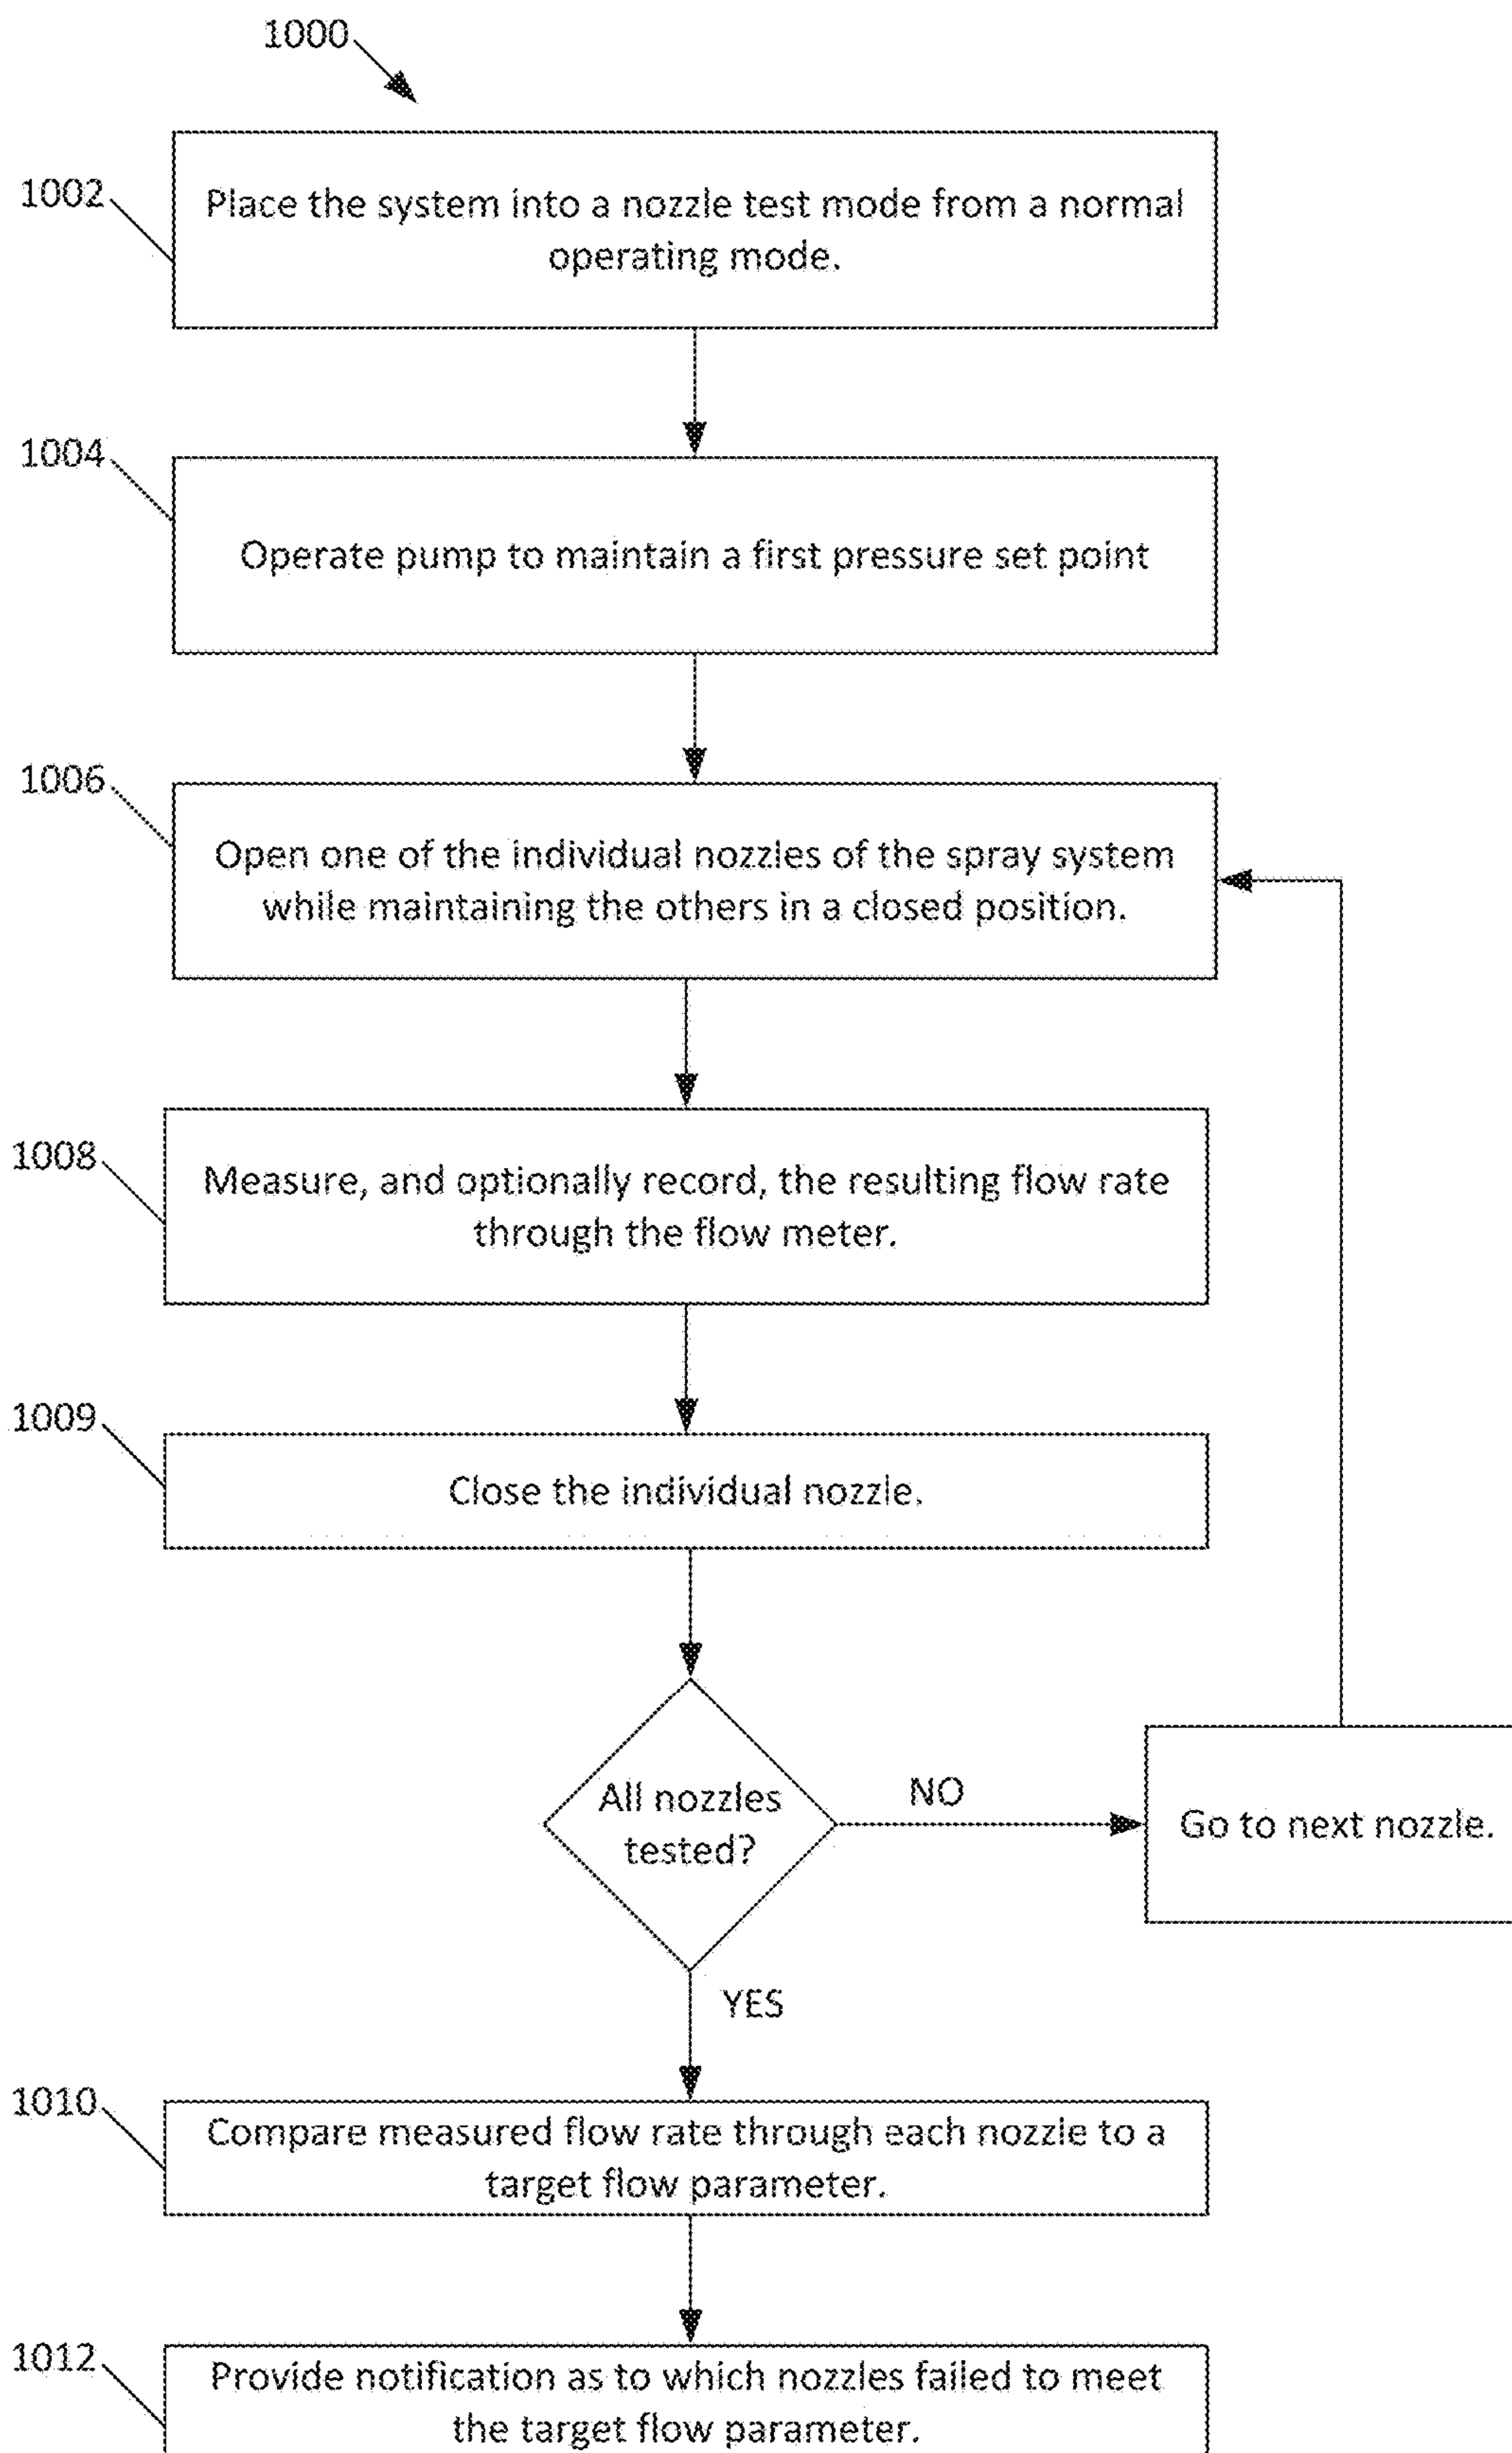 1000
1002
Place the system into a nozzle test mode from a normal
operating mode.
1004
Operate pump to maintain a first pressure set point
1006
Open one of the individual nozzles of the spray system
while maintaining the others in a closed position.
1008
Measure, and optionally record, the resulting flow rate
through the flow meter.
1009
Close the individual nozzle.
All nozzles
tested?
NO
Go to next nozzle.
YES
1010
Compare measured flow rate through each nozzle to a
target flow parameter.
1012
Provide notification as to which nozzles failed to meet
the target flow parameter.